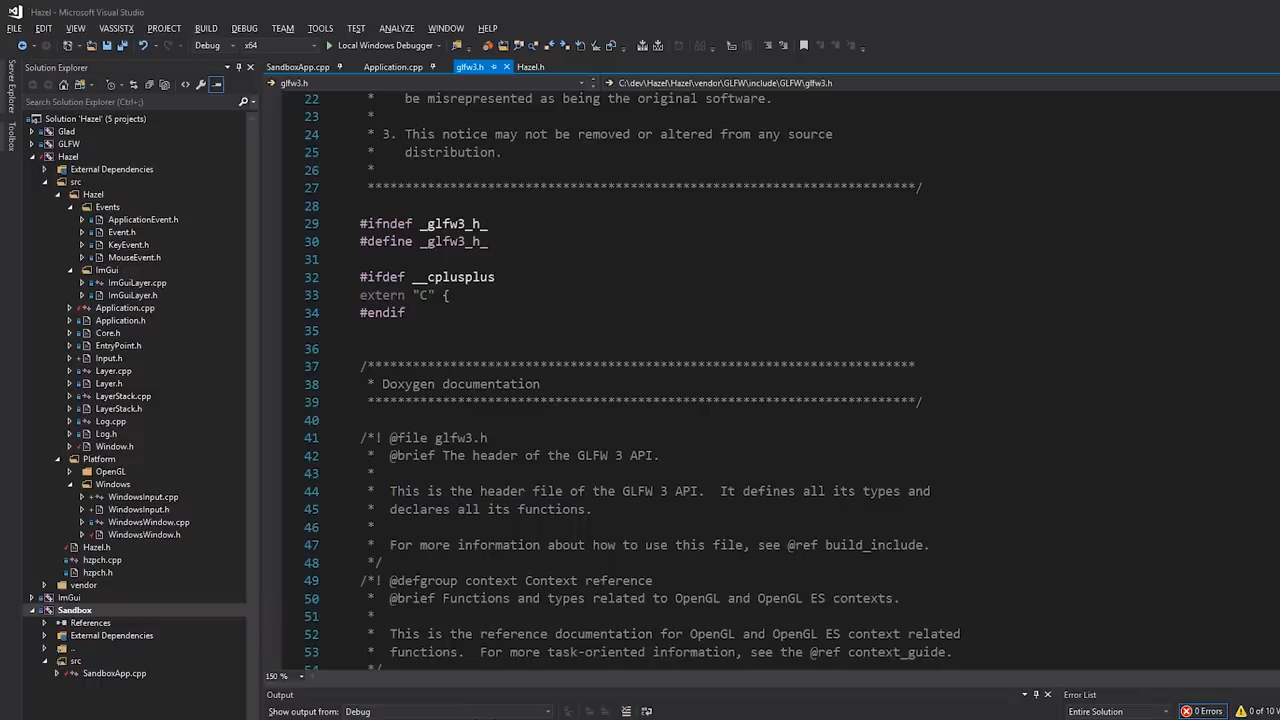 Hazel - Microsoft Visual Studio
FILE EDIT VIEW VASSISTX PROJECT BUILD DEBUG TEAM TOOLS TEST ANALYZE WINDOW HELP
Debug x64 Local Windows Debugger
Server Explorer
Toolbox
Solution Explorer
Search Solution Explorer (Ctrl+;)
Solution 'Hazel' (5 projects)
Glad
GLFW
Hazel
External Dependencies
src
Hazel
Events
ApplicationEvent.h
Event.h
KeyEvent.h
MouseEvent.h
ImGui
ImGuiLayer.cpp
ImGuiLayer.h
Application.cpp
Application.h
Core.h
EntryPoint.h
Input.h
Layer.cpp
Layer.h
LayerStack.cpp
LayerStack.h
Log.cpp
Log.h
Window.h
Platform
OpenGL
Windows
WindowsInput.cpp
WindowsInput.h
WindowsWindow.cpp
WindowsWindow.h
Hazel.h
hzpch.cpp
hzpch.h
vendor
ImGui
Sandbox
References
External Dependencies
..
src
SandboxApp.cpp
SandboxApp.cpp Application.cpp glfw3.h Hazel.h
glfw3.h C:\dev\Hazel\Hazel\vendor\GLFW\include\GLFW\glfw3.h
22 * be misrepresented as being the original software.
23 *
24 * 3. This notice may not be removed or altered from any source
25 * distribution.
26 *
27 *************************************************************************/
28
29 #ifndef _glfw3_h_
30 #define _glfw3_h_
31
32 #ifdef __cplusplus
33 extern "C" {
34 #endif
35
36
37 /*************************************************************************
38 * Doxygen documentation
39 *************************************************************************/
40
41 /*! @file glfw3.h
42 * @brief The header of the GLFW 3 API.
43 *
44 * This is the header file of the GLFW 3 API. It defines all its types and
45 * declares all its functions.
46 *
47 * For more information about how to use this file, see @ref build_include.
48 */
49 /*! @defgroup context Context reference
50 * @brief Functions and types related to OpenGL and OpenGL ES contexts.
51 *
52 * This is the reference documentation for OpenGL and OpenGL ES context related
53 * functions. For more task-oriented information, see the @ref context_guide.
54 */
150 %
Output
Show output from: Debug
Error List
Entire Solution 0 Errors 0 of 10